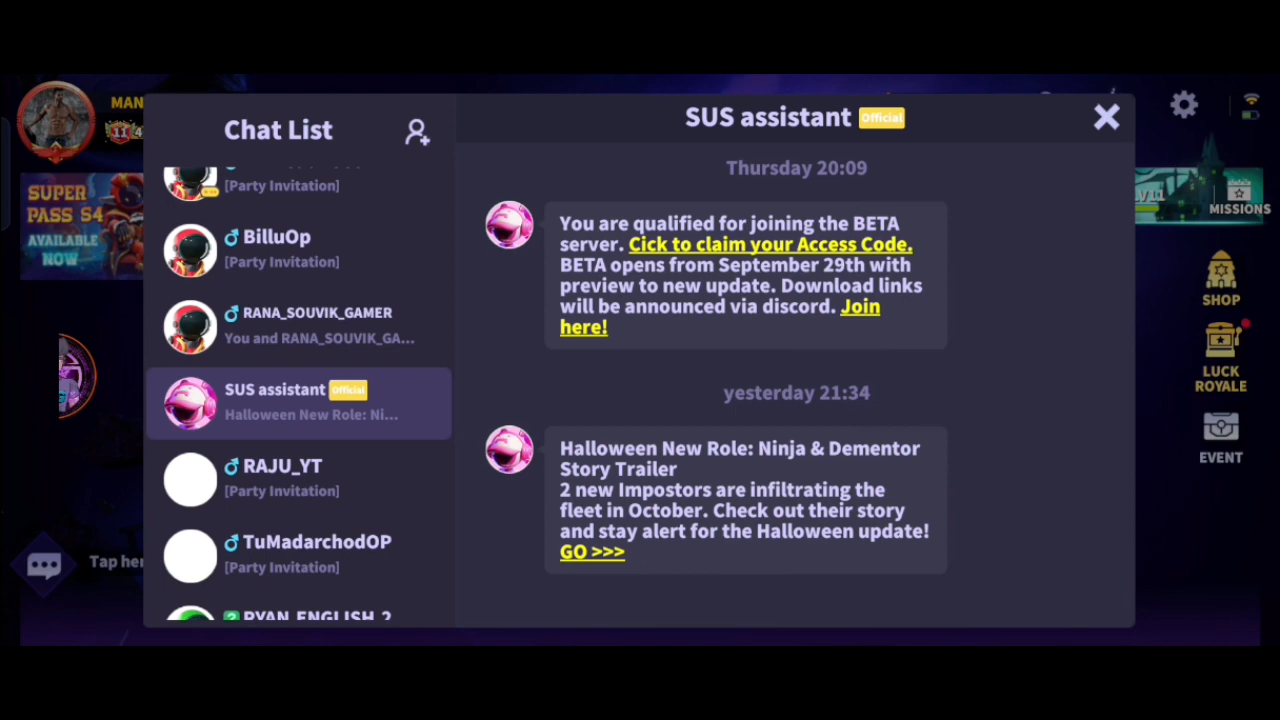 MAN
11
SUPER
PASS S4
AVAILABLE
NOW
Tap her
Chat List
[Party Invitation]
BilluOp
[Party Invitation]
RANA_SOUVIK_GAMER
You and RANA_SOUVIK_GA...
SUS assistant Official
Halloween New Role: Ni...
RAJU_YT
[Party Invitation]
TuMadarchodOP
[Party Invitation]
RYAN_ENGLISH_2
SUS assistant Official
Thursday 20:09
You are qualified for joining the BETA
server. Cick to claim your Access Code.
BETA opens from September 29th with
preview to new update. Download links
will be announced via discord. Join
here!
yesterday 21:34
Halloween New Role: Ninja & Dementor
Story Trailer
2 new Impostors are infiltrating the
fleet in October. Check out their story
and stay alert for the Halloween update!
GO >>>
MISSIONS
SHOP
LUCK
ROYALE
EVENT